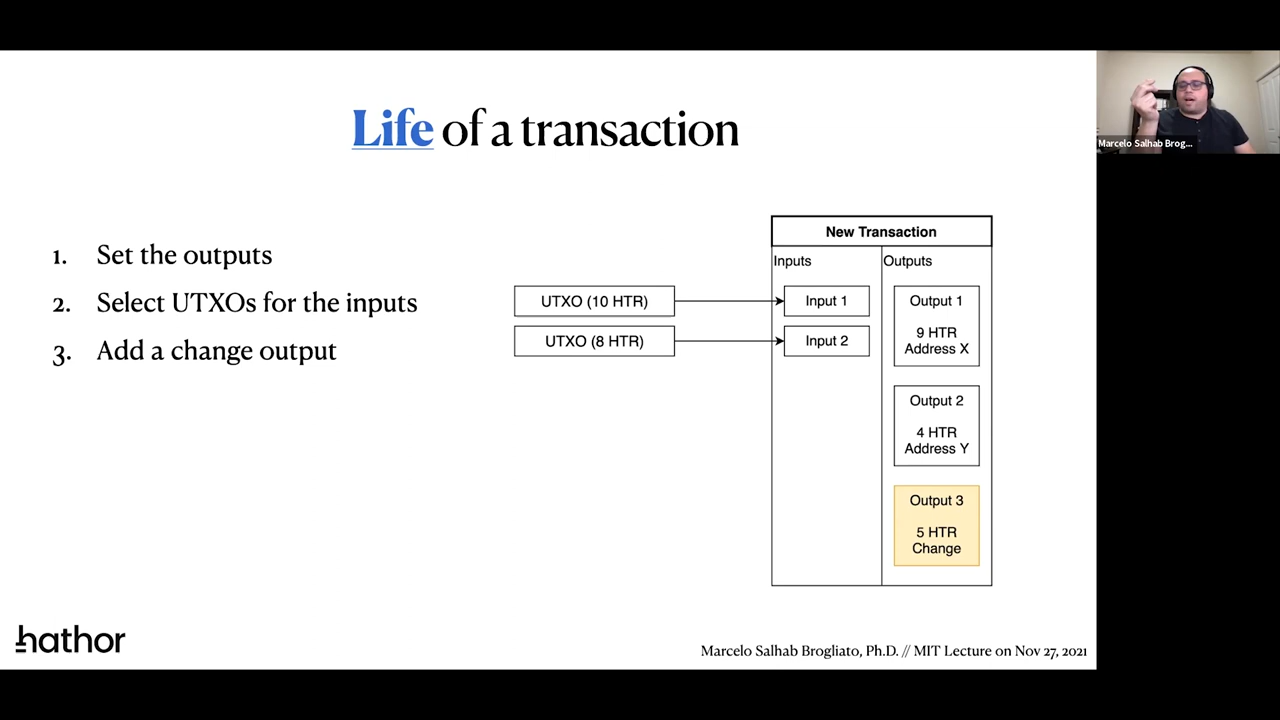 Life of a transaction
1. Set the outputs
2. Select UTXOs for the inputs
3. Add a change output
New Transaction
Inputs
Outputs
UTXO (10 HTR)
Input 1
UTXO (8 HTR)
Input 2
Output 1
9 HTR
Address X
Output 2
4 HTR
Address Y
Output 3
5 HTR
Change
hathor
Marcelo Salhab Brogliato, Ph.D. // MIT Lecture on Nov 27, 2021
Marcelo Salhab Brog...